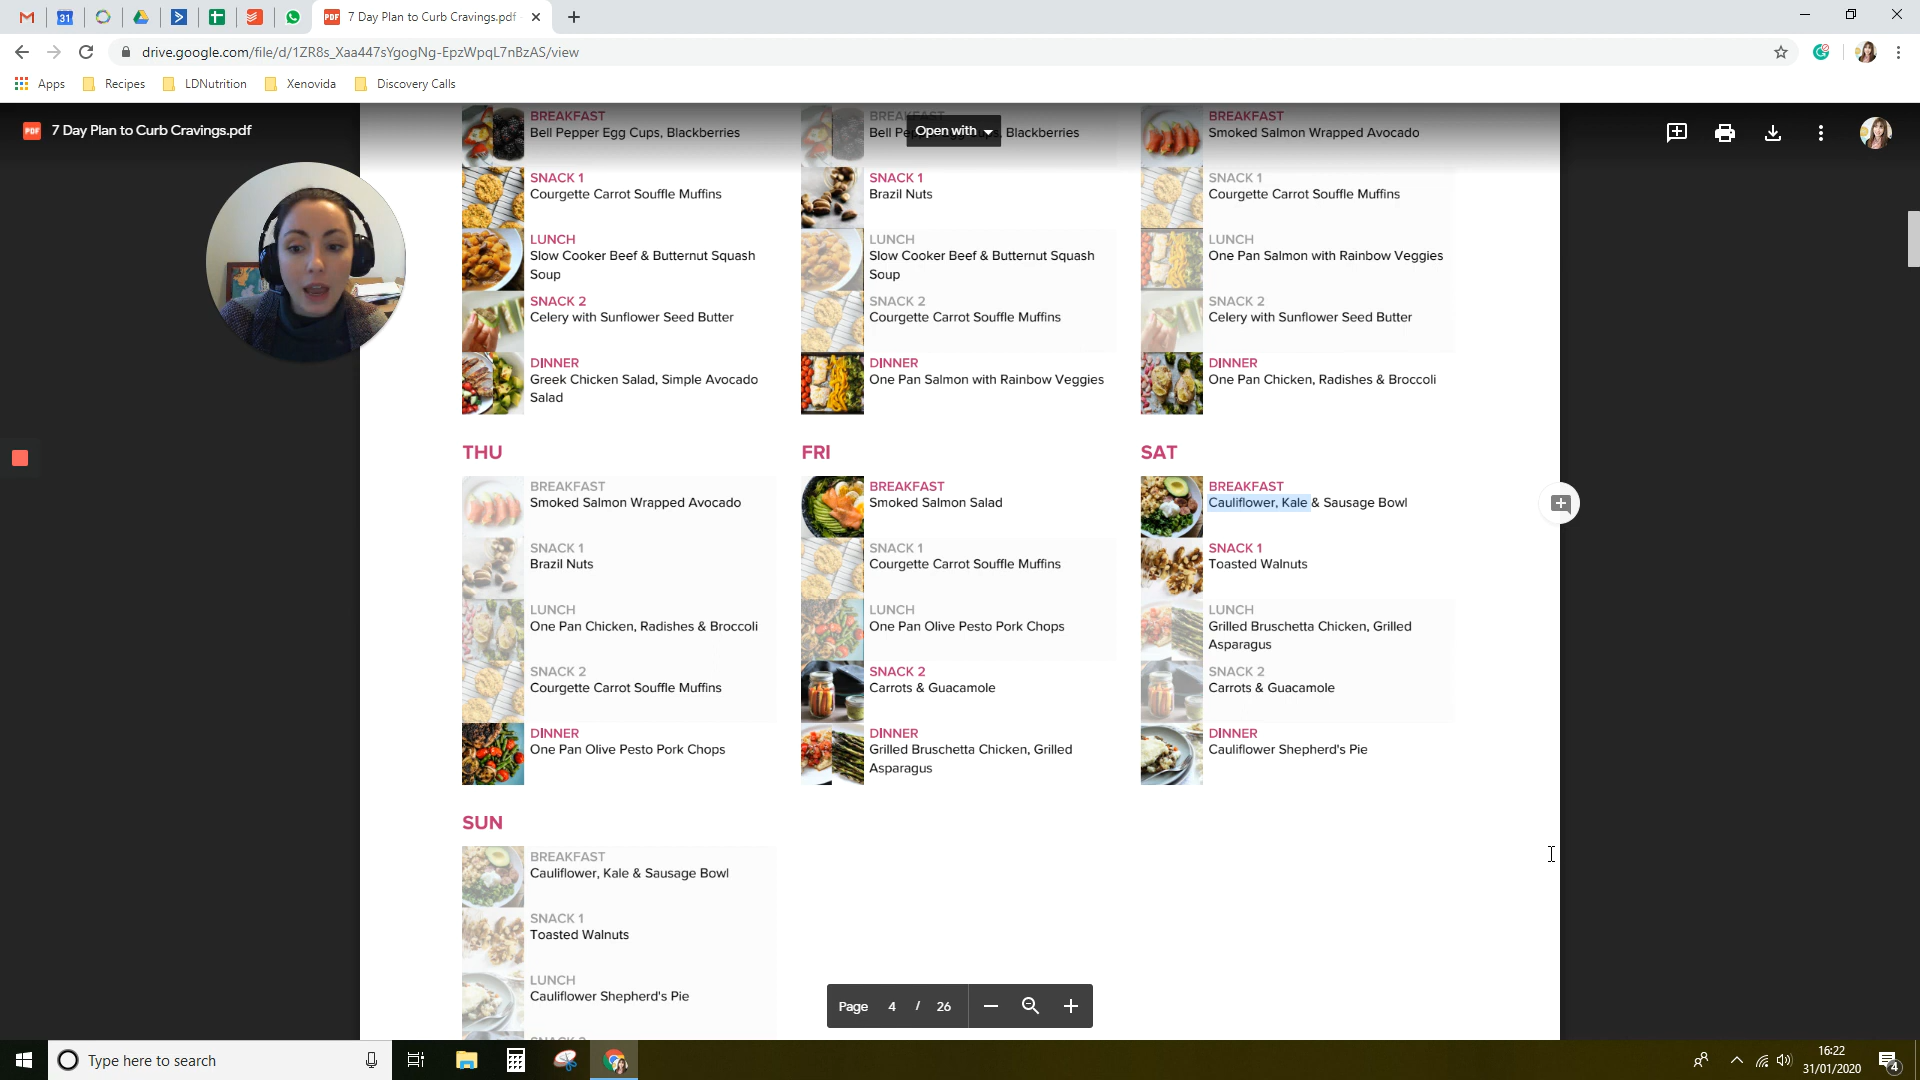 31
7 Day Plan to Curb Cravings.pdf
drive.google.com/file/d/1ZR8s_Xaa447sYgogNg-EpzWpqL7nBzAS/view
Apps
Recipes
LDNutrition
Xenovida
Discovery Calls
PDF
7 Day Plan to Curb Cravings.pdf
Open with
BREAKFAST
Bell Pepper Egg Cups, Blackberries
SNACK 1
Courgette Carrot Souffle Muffins
LUNCH
Slow Cooker Beef & Butternut Squash
Soup
SNACK 2
Celery with Sunflower Seed Butter
DINNER
Greek Chicken Salad, Simple Avocado
Salad
Blackberries
SNACK 1
Brazil Nuts
LUNCH
Slow Cooker Beef & Butternut Squash
Soup
SNACK 2
Courgette Carrot Souffle Muffins
DINNER
One Pan Salmon with Rainbow Veggies
BREAKFAST
Smoked Salmon Wrapped Avocado
SNACK 1
Courgette Carrot Souffle Muffins
LUNCH
One Pan Salmon with Rainbow Veggies
SNACK 2
Celery with Sunflower Seed Butter
DINNER
One Pan Chicken, Radishes & Broccoli
THU
BREAKFAST
Smoked Salmon Wrapped Avocado
SNACK 1
Brazil Nuts
LUNCH
One Pan Chicken, Radishes & Broccoli
SNACK 2
Courgette Carrot Souffle Muffins
DINNER
One Pan Olive Pesto Pork Chops
FRI
BREAKFAST
Smoked Salmon Salad
SNACK 1
Courgette Carrot Souffle Muffins
LUNCH
One Pan Olive Pesto Pork Chops
SNACK 2
Carrots & Guacamole
DINNER
Grilled Bruschetta Chicken, Grilled
Asparagus
SAT
BREAKFAST
Cauliflower, Kale & Sausage Bowl
SNACK 1
Toasted Walnuts
LUNCH
Grilled Bruschetta Chicken, Grilled
Asparagus
SNACK 2
Carrots & Guacamole
DINNER
Cauliflower Shepherd's Pie
SUN
BREAKFAST
Cauliflower, Kale & Sausage Bowl
SNACK 1
Toasted Walnuts
LUNCH
Cauliflower Shepherd's Pie
Page 4 / 26
Type here to search
16:22
31/01/2020
4